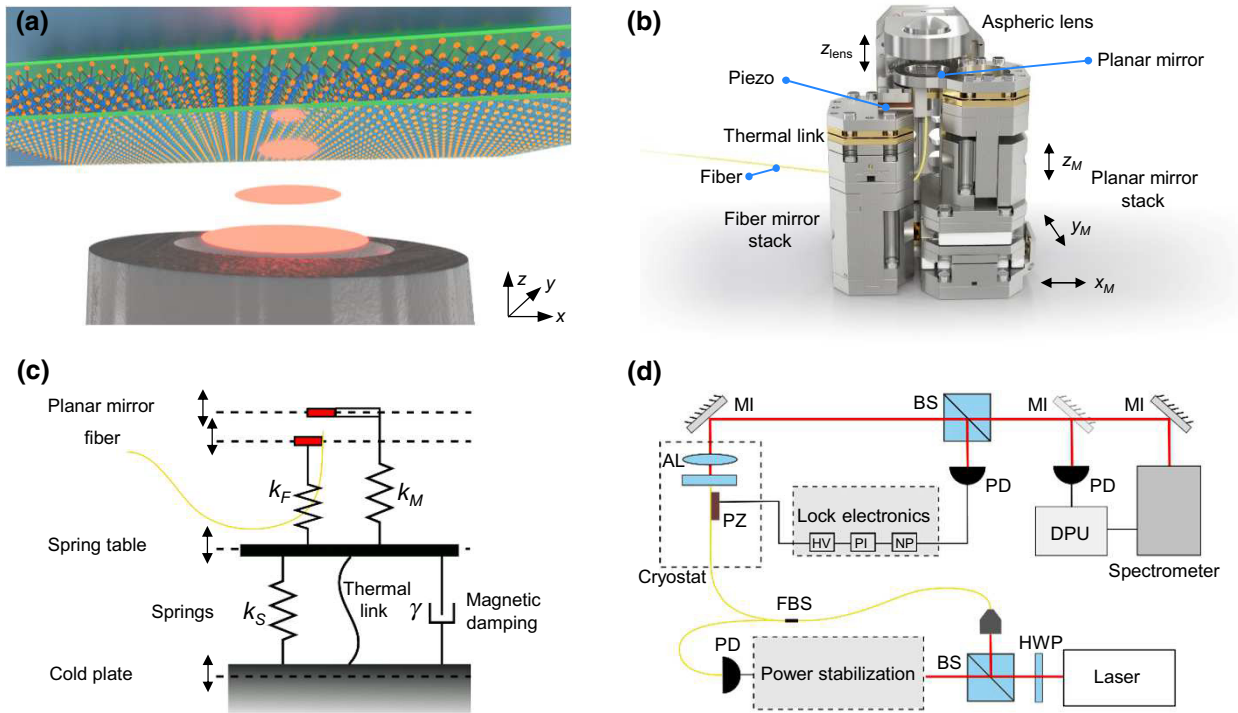 (a)
z
y
x
(b)
Aspheric lens
z_lens
Planar mirror
Piezo
Thermal link
Fiber
z_M
Planar mirror
stack
Fiber mirror
stack
y_M
x_M
(c)
Planar mirror
fiber
k_F
k_M
Spring table
Springs
k_S
Thermal
link
γ
Magnetic
damping
Cold plate
(d)
MI
BS
MI
MI
AL
PD
PD
PZ
Lock electronics
HV
PI
NP
DPU
Cryostat
Spectrometer
FBS
PD
Power stabilization
BS
HWP
Laser